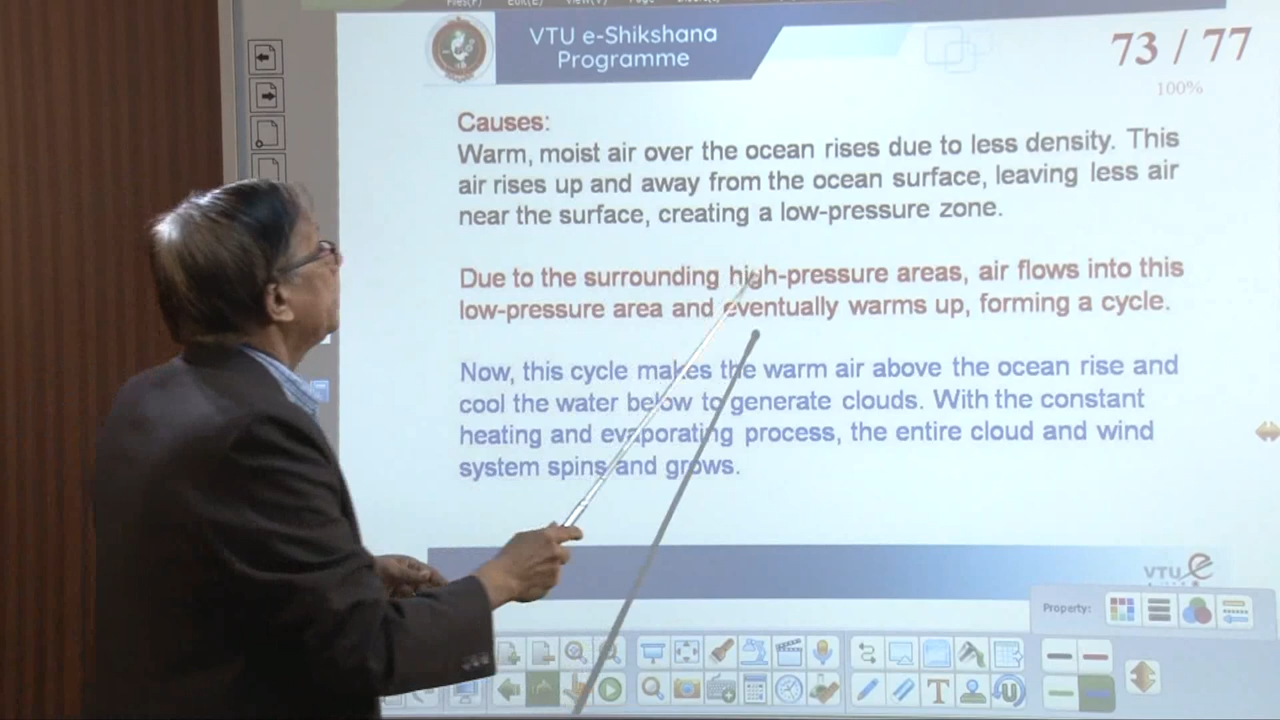 Files(F) Edit(E) View(V) Page
VTU e-Shikshana
Programme
73 / 77
100%
Causes:
Warm, moist air over the ocean rises due to less density. This
air rises up and away from the ocean surface, leaving less air
near the surface, creating a low-pressure zone.
Due to the surrounding high-pressure areas, air flows into this
low-pressure area and eventually warms up, forming a cycle.
Now, this cycle makes the warm air above the ocean rise and
cool the water below to generate clouds. With the constant
heating and evaporating process, the entire cloud and wind
system spins and grows.
VTU e
Property:
T